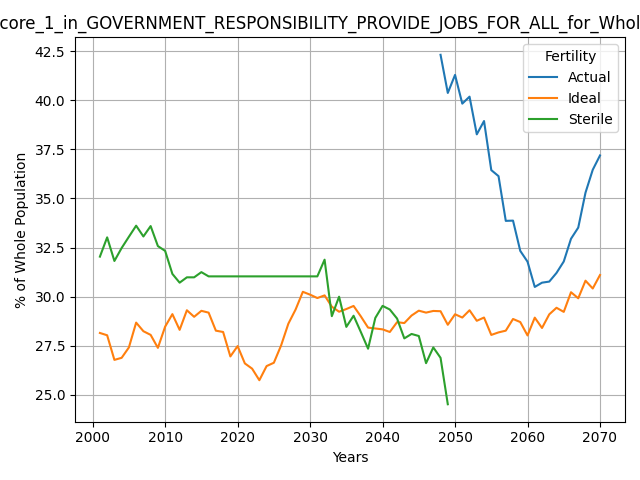 core_1_in_GOVERNMENT_RESPONSIBILITY_PROVIDE_JOBS_FOR_ALL_for_Whol
Fertility
Actual
Ideal
Sterile
42.5
40.0
37.5
35.0
32.5
30.0
27.5
25.0
% of Whole Population
2000 2010 2020 2030 2040 2050 2060 2070
Years